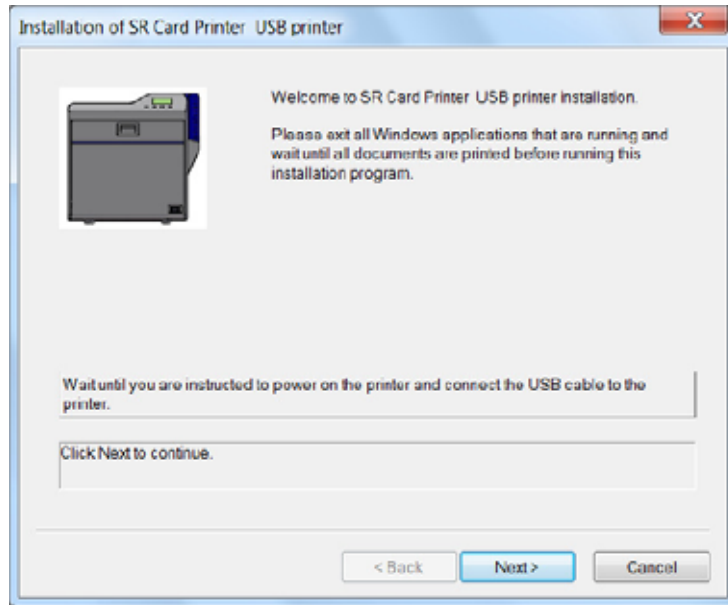 Installation of SR Card Printer USB printer
Welcome to SR Card Printer USB printer installation.
Please exit all Windows applications that are running and
wait until all documents are printed before running this
installation program.
Wait until you are instructed to power on the printer and connect the USB cable to the
printer.
Click Next to continue.
< Back
Next >
Cancel